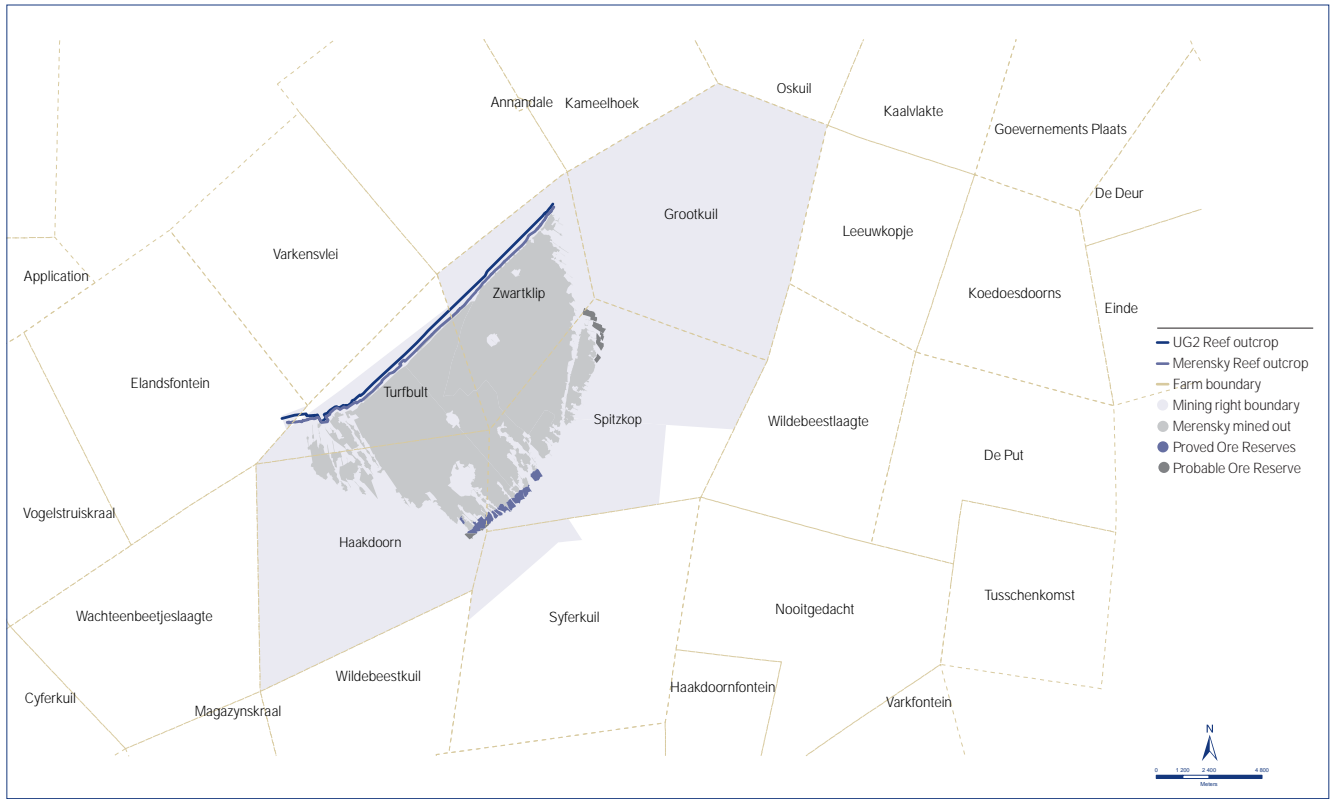 Oskuil
Annandale
Kameelhoek
Kaalvlakte
Goevernements Plaats
De Deur
Grootkuil
Leeuwkopje
Varkensvlei
Application
Zwartklip
Koedoesdoorns
Einde
UG2 Reef outcrop
Merensky Reef outcrop
Farm boundary
Mining right boundary
Merensky mined out
Proved Ore Reserves
Probable Ore Reserve
Elandsfontein
Turfbult
Spitzkop
Wildebeestlaagte
De Put
Vogelstruiskraal
Haakdoorn
Tusschenkomst
Wachteenbeetjeslaagte
Syferkuil
Nooitgedacht
Wildebeestkuil
Haakdoornfontein
Cyferkuil
Magazynskraal
Varkfontein
N
0 1 200 2 400 4 800
Meters